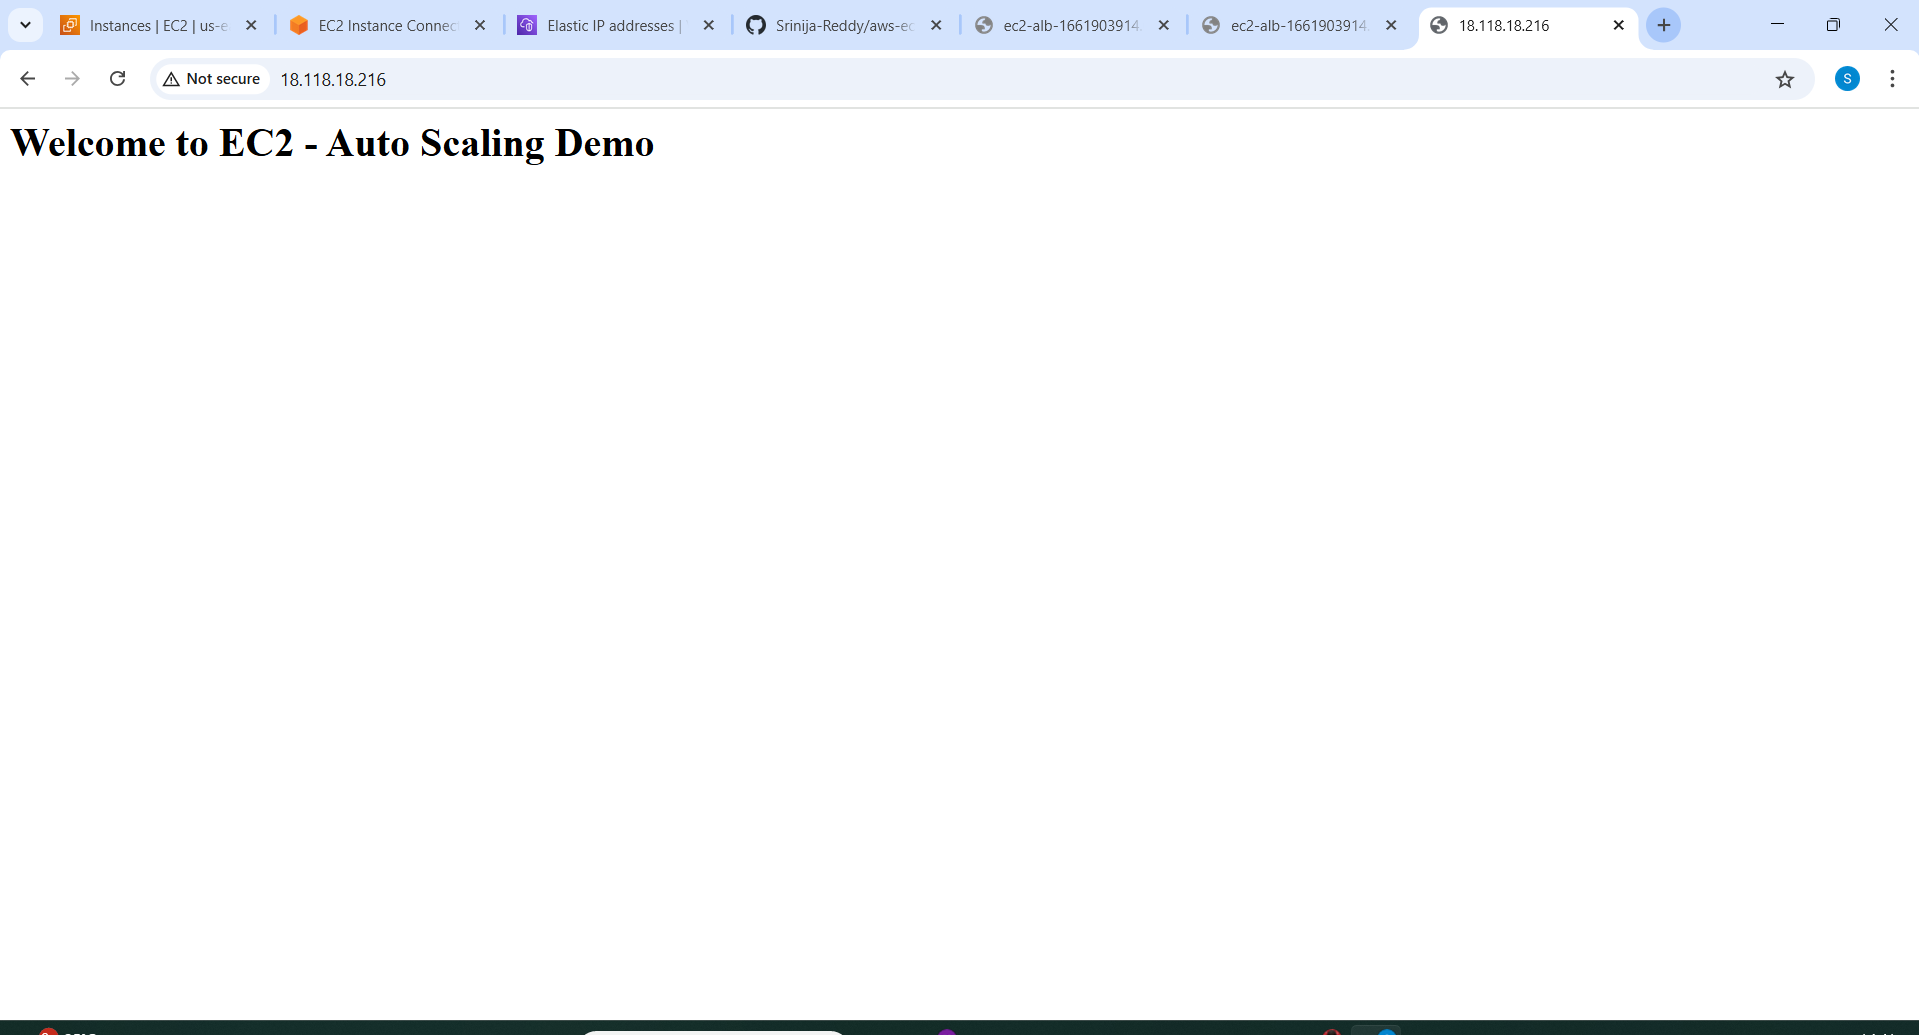 Instances | EC2 | us-e
EC2 Instance Connec
Elastic IP addresses |
Srinija-Reddy/aws-ec
ec2-alb-1661903914.
ec2-alb-1661903914.
18.118.18.216
Not secure
18.118.18.216
S
Welcome to EC2 - Auto Scaling Demo